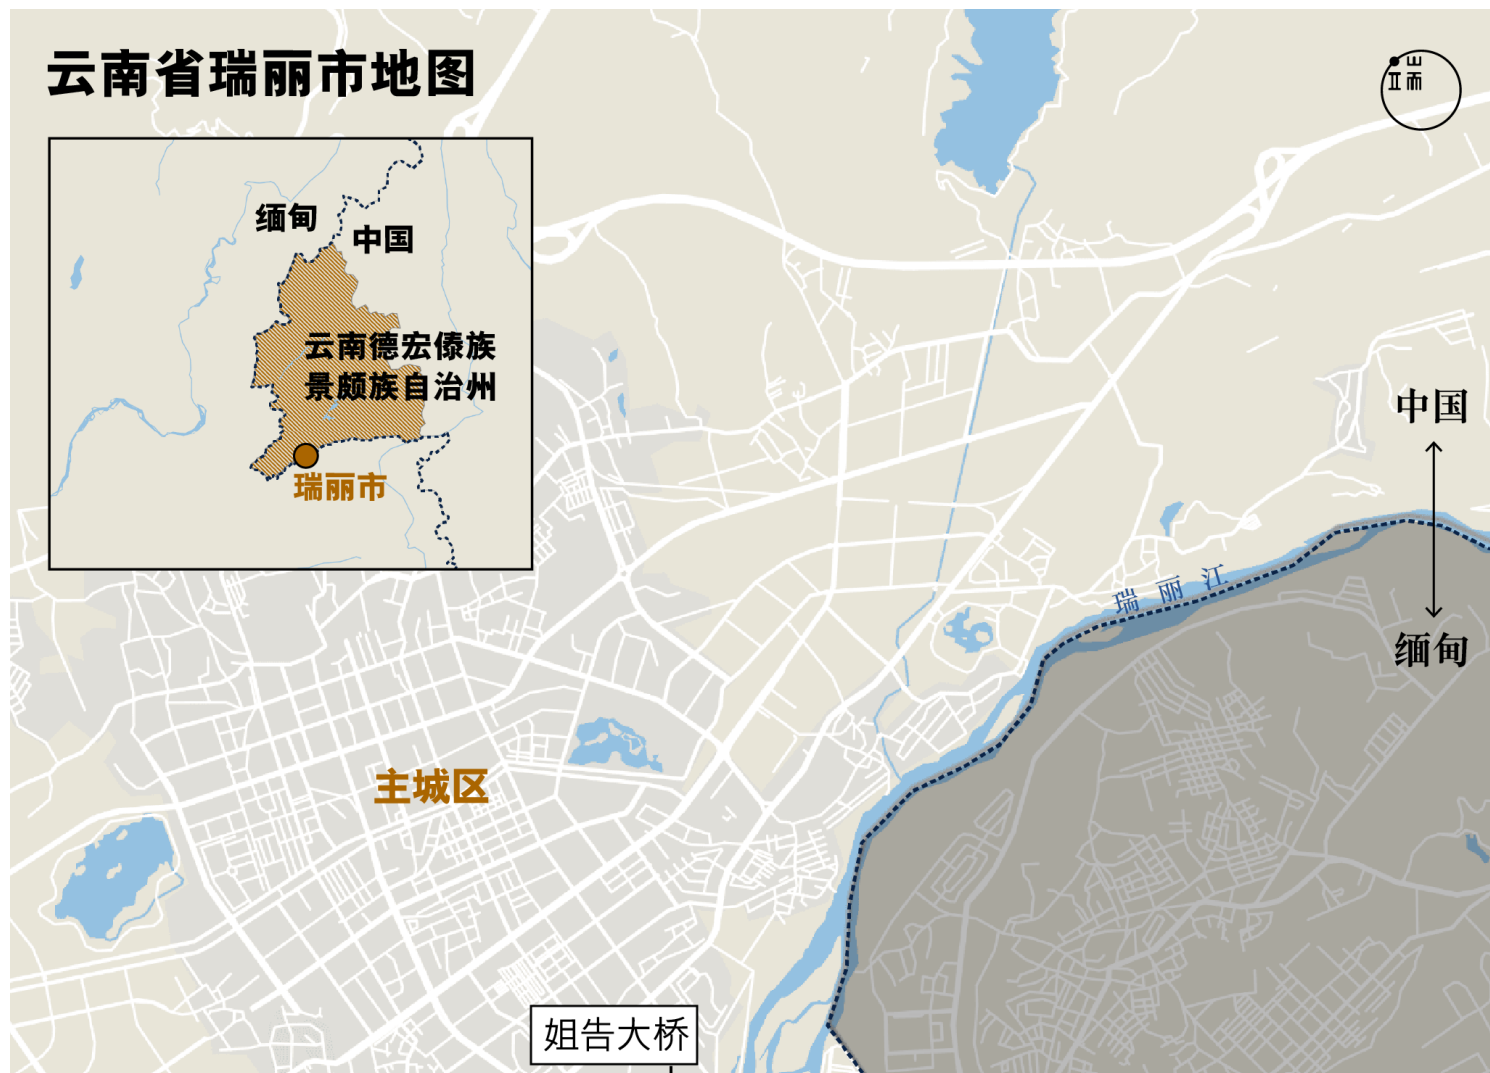 云南省瑞丽市地图
端
缅甸
中国
云南德宏傣族
景颇族自治州
瑞丽市
中国
瑞丽江
缅甸
主城区
姐告大桥